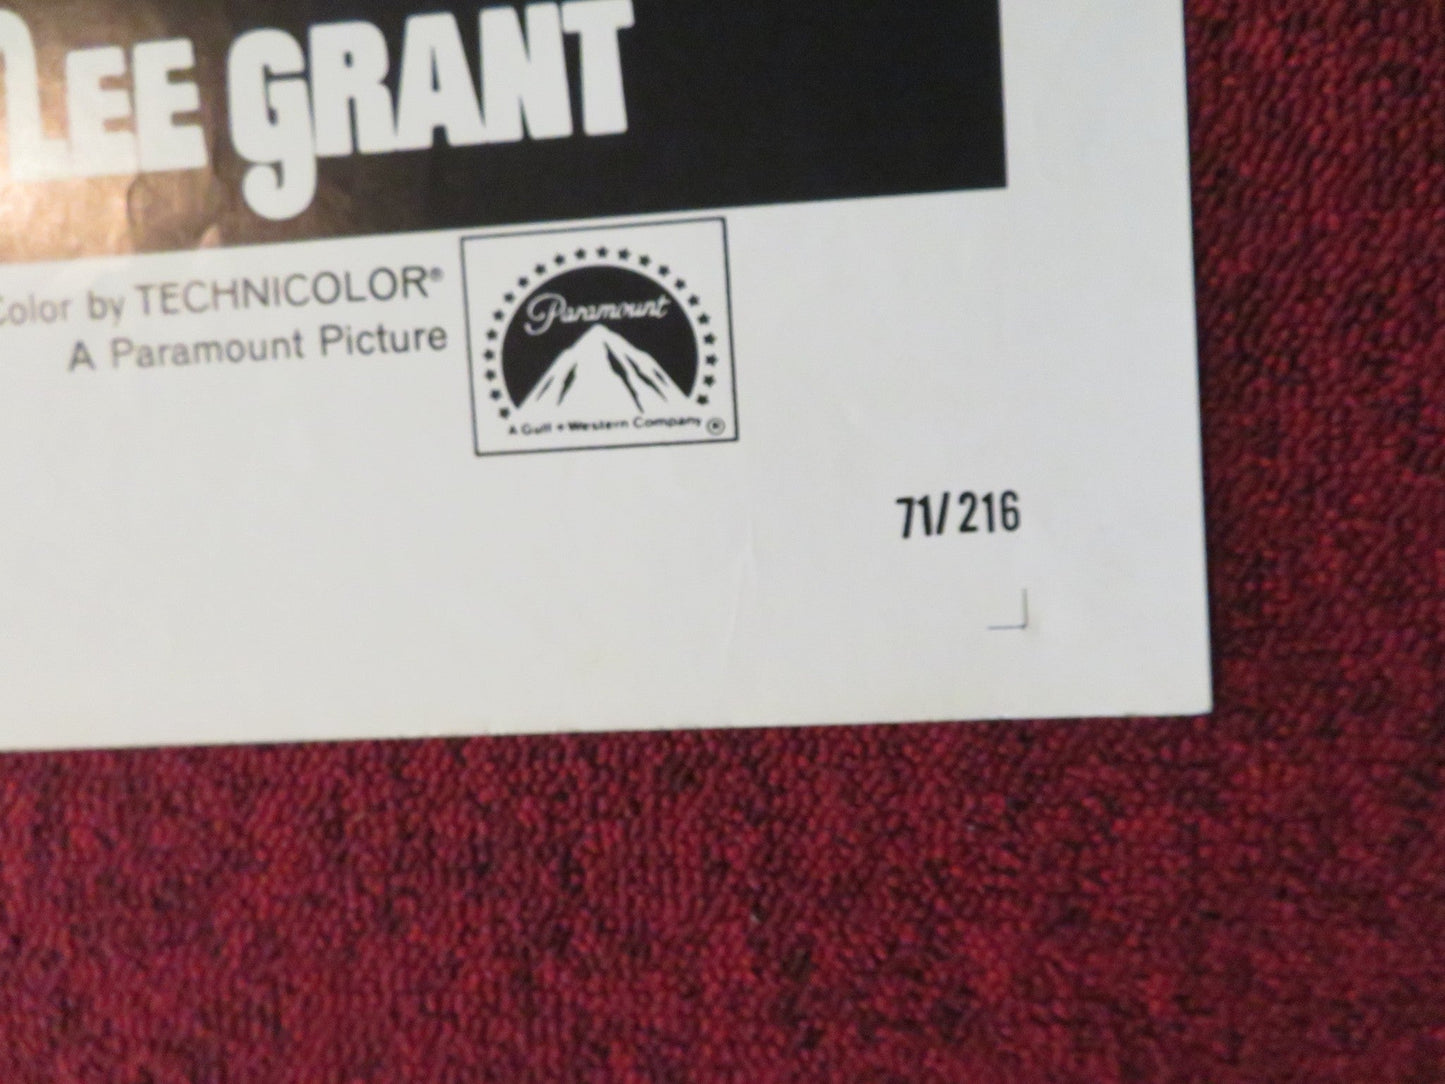 LEE GRANT
Color by TECHNICOLOR®
A Paramount Picture
Paramount
A Gulf + Western Company ®
71/216